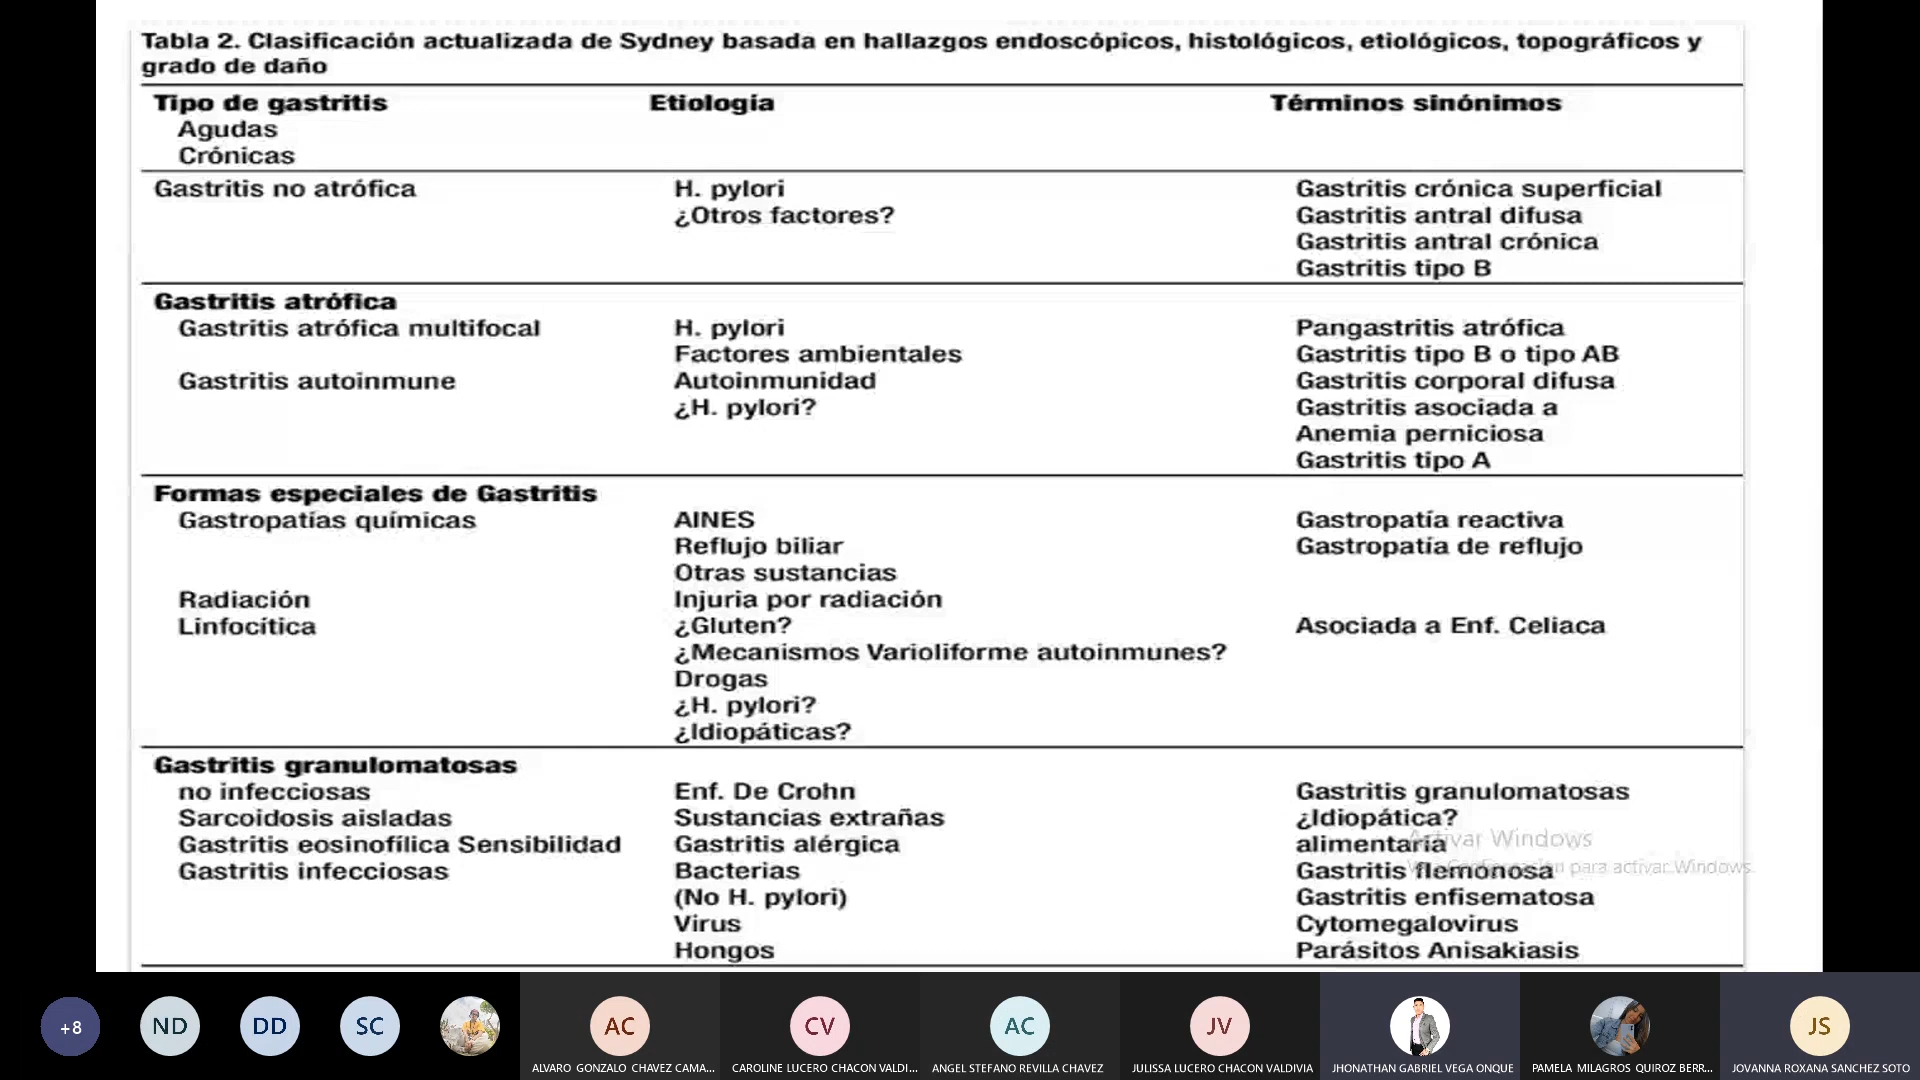 Tabla 2. Clasificación actualizada de Sydney basada en hallazgos endoscópicos, histológicos, etiológicos, topográficos y
grado de daño
Tipo de gastritis Etiología Términos sinónimos
Agudas
Crónicas
Gastritis no atrófica H. pylori Gastritis crónica superficial
¿Otros factores? Gastritis antral difusa
Gastritis antral crónica
Gastritis tipo B
Gastritis atrófica
Gastritis atrófica multifocal H. pylori Pangastritis atrófica
Factores ambientales Gastritis tipo B o tipo AB
Gastritis autoinmune Autoinmunidad Gastritis corporal difusa
¿H. pylori? Gastritis asociada a
Anemia perniciosa
Gastritis tipo A
Formas especiales de Gastritis
Gastropatías químicas AINES Gastropatía reactiva
Reflujo biliar Gastropatía de reflujo
Otras sustancias
Radiación Injuria por radiación
Linfocítica ¿Gluten? Asociada a Enf. Celiaca
¿Mecanismos Varioliforme autoinmunes?
Drogas
¿H. pylori?
¿Idiopáticas?
Gastritis granulomatosas
no infecciosas Enf. De Crohn Gastritis granulomatosas
Sarcoidosis aisladas Sustancias extrañas ¿Idiopática?
Activar Windows
Gastritis eosinofílica Sensibilidad Gastritis alérgica alimentaria
Gastritis infecciosas Bacterias Gastritis flemonosa
para activar Windows.
(No H. pylori) Gastritis enfisematosa
Virus Cytomegalovirus
Hongos Parásitos Anisakiasis
+8 ND DD SC AC CV AC JV JS
ALVARO GONZALO CHAVEZ CAMA... CAROLINE LUCERO CHACON VALDI... ANGEL STEFANO REVILLA CHAVEZ JULISSA LUCERO CHACON VALDIVIA JHONATHAN GABRIEL VEGA ONQUE PAMELA MILAGROS QUIROZ BERR... JOVANNA ROXANA SANCHEZ SOTO